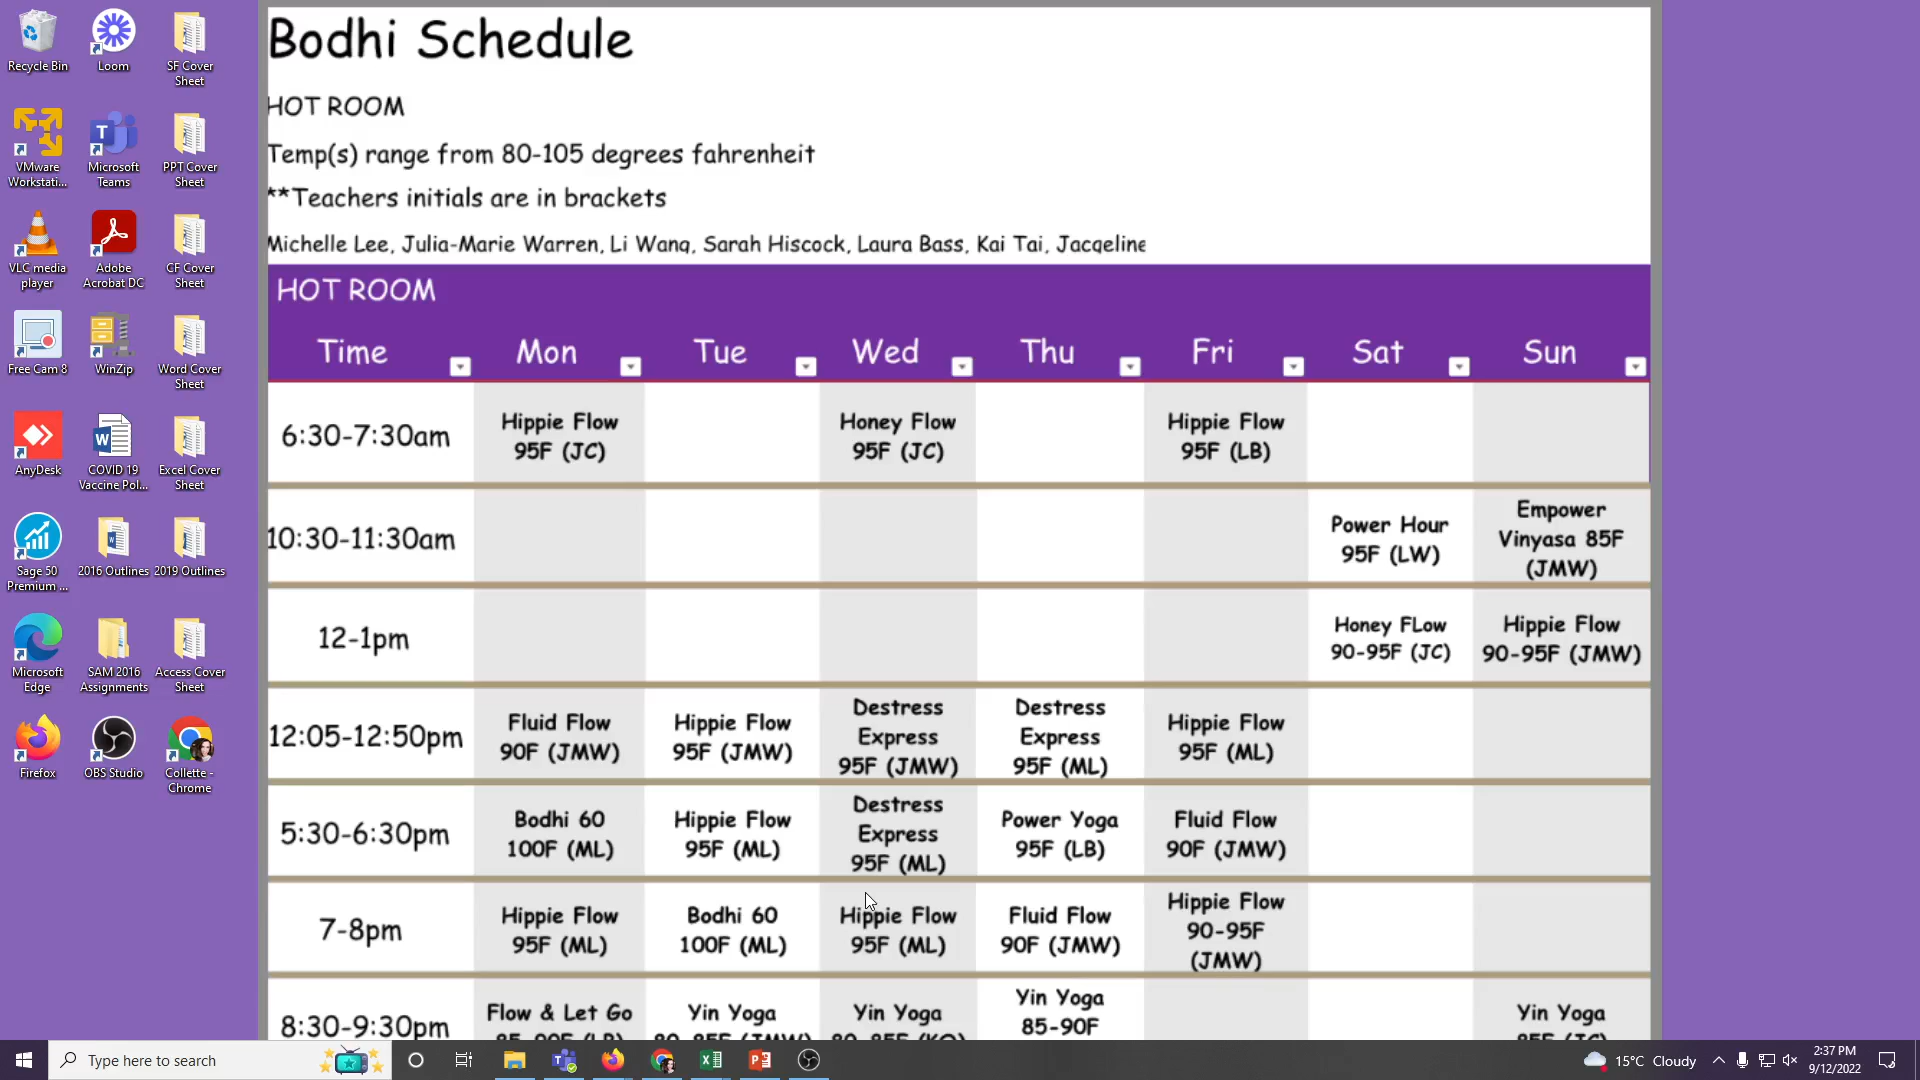 Recycle Bin
Loom
SF Cover
Sheet
VMware
Workstati...
Microsoft
Teams
PPT Cover
Sheet
VLC media
player
Adobe
Acrobat DC
CF Cover
Sheet
Free Cam 8
WinZip
Word Cover
Sheet
AnyDesk
COVID 19
Vaccine Pol...
Excel Cover
Sheet
Sage 50
Premium ...
2016 Outlines
2019 Outlines
Microsoft
Edge
SAM 2016
Assignments
Access Cover
Sheet
Firefox
OBS Studio
Collette -
Chrome
Bodhi Schedule
HOT ROOM
Temp(s) range from 80-105 degrees fahrenheit
**Teachers initials are in brackets
Michelle Lee, Julia-Marie Warren, Li Wang, Sarah Hiscock, Laura Bass, Kai Tai, Jacqeline
HOT ROOM
Time Mon Tue Wed Thu Fri Sat Sun
6:30-7:30am
Hippie Flow
95F (JC)
Honey Flow
95F (JC)
Hippie Flow
95F (LB)
10:30-11:30am
Power Hour
95F (LW)
Empower
Vinyasa 85F
(JMW)
12-1pm
Honey FLow
90-95F (JC)
Hippie Flow
90-95F (JMW)
12:05-12:50pm
Fluid Flow
90F (JMW)
Hippie Flow
95F (JMW)
Destress
Express
95F (JMW)
Destress
Express
95F (ML)
Hippie Flow
95F (ML)
5:30-6:30pm
Bodhi 60
100F (ML)
Hippie Flow
95F (ML)
Destress
Express
95F (ML)
Power Yoga
95F (LB)
Fluid Flow
90F (JMW)
7-8pm
Hippie Flow
95F (ML)
Bodhi 60
100F (ML)
Hippie Flow
95F (ML)
Fluid Flow
90F (JMW)
Hippie Flow
90-95F
(JMW)
8:30-9:30pm
Flow & Let Go
Yin Yoga
Yin Yoga
Yin Yoga
85-90F
Yin Yoga
Type here to search
15°C Cloudy
2:37 PM
9/12/2022